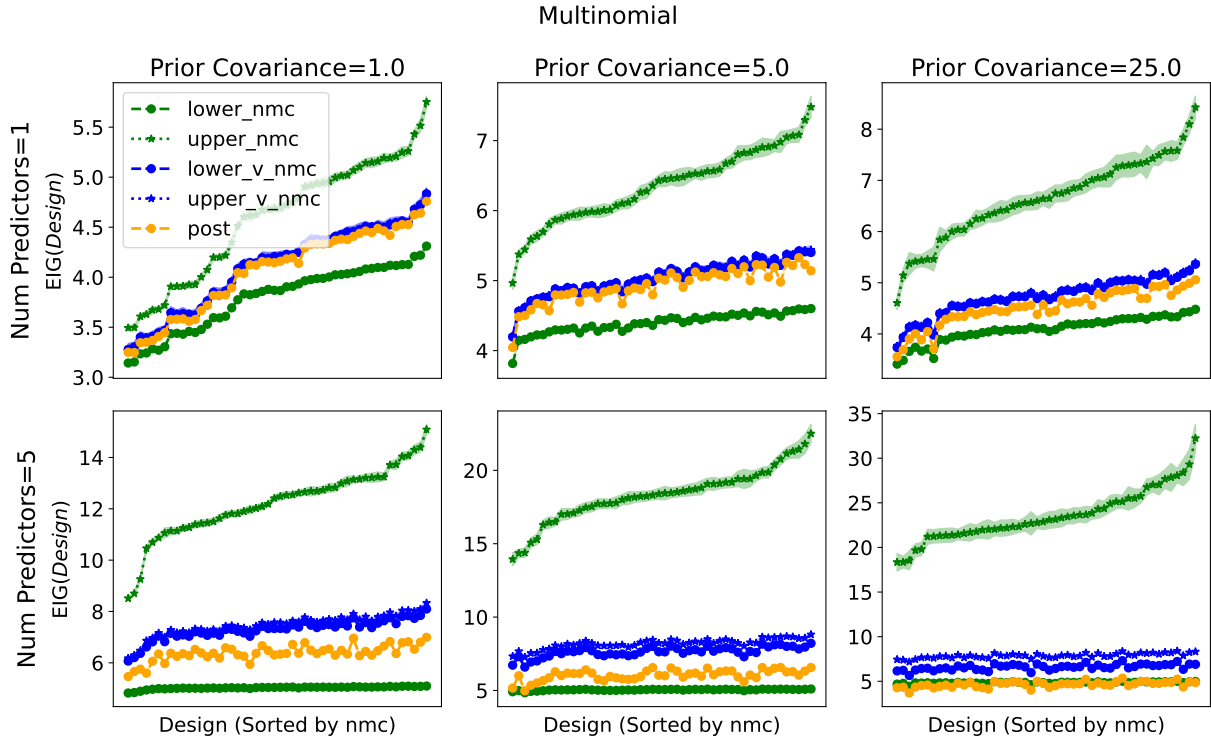 Multinomial
Prior Covariance=1.0
Prior Covariance=5.0
Prior Covariance=25.0
Num Predictors=1
EIG(Design)
5.5
5.0
4.5
4.0
3.5
3.0
lower_nmc
upper_nmc
lower_v_nmc
upper_v_nmc
post
7
6
5
4
8
7
6
5
4
Num Predictors=5
EIG(Design)
14
12
10
8
6
20
15
10
5
35
30
25
20
15
10
5
Design (Sorted by nmc)
Design (Sorted by nmc)
Design (Sorted by nmc)